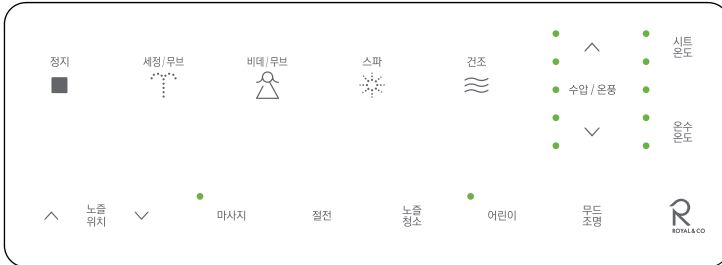 정지
세정/무브
비데/무브
스파
건조
수압 / 온풍
시트
온도
온수
온도
노즐
위치
마사지
절전
노즐
청소
어린이
무드
조명
R
ROYAL & CO